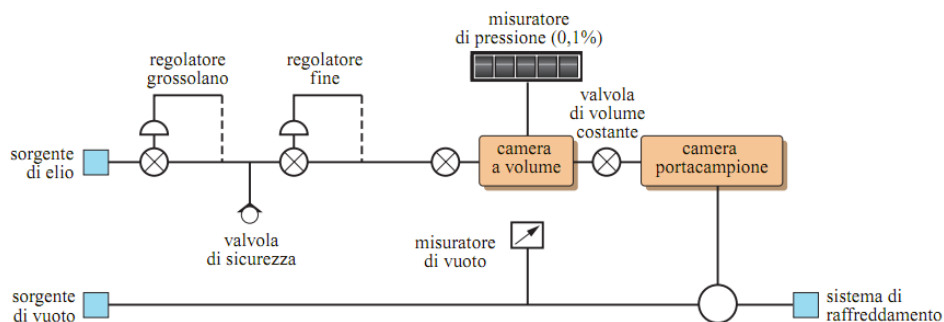 misuratore
di pressione (0,1%)
regolatore
grossolano
regolatore
fine
valvola
di volume
costante
sorgente
di elio
camera
a volume
camera
portacampione
valvola
di sicurezza
misuratore
di vuoto
sorgente
di vuoto
sistema di
raffreddamento